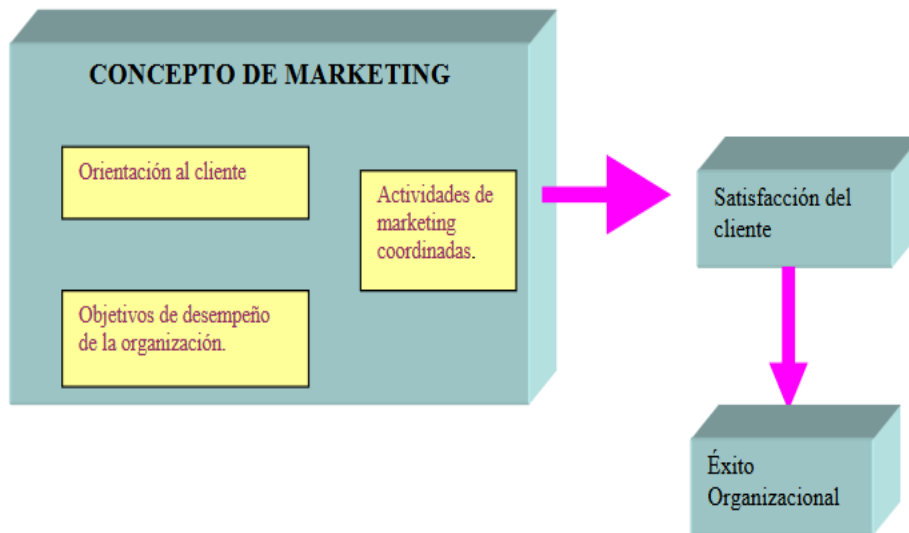 CONCEPTO DE MARKETING
Orientación al cliente
Actividades de
marketing
coordinadas.
Objetivos de desempeño
de la organización.
Satisfacción del
cliente
Éxito
Organizacional